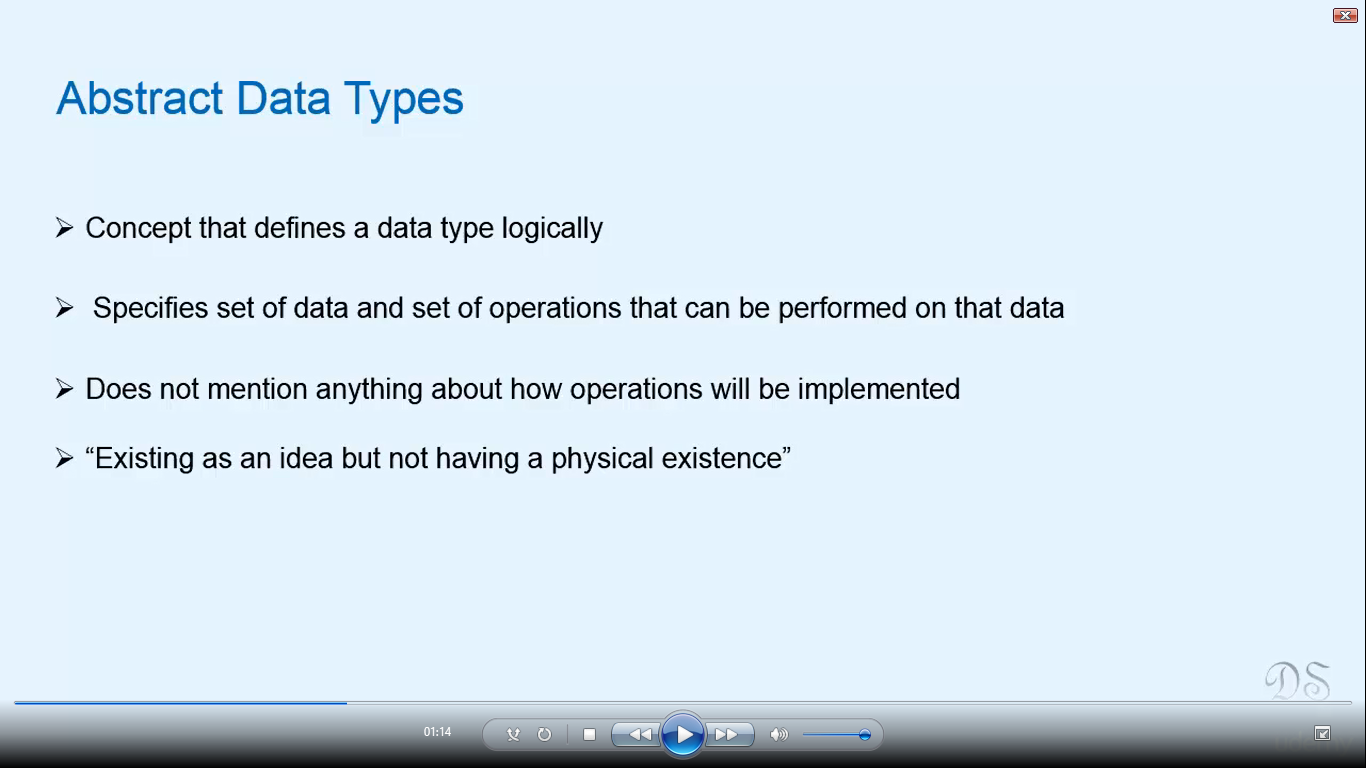 Abstract Data Types
➢ Concept that defines a data type logically
➢ Specifies set of data and set of operations that can be performed on that data
➢ Does not mention anything about how operations will be implemented
➢ “Existing as an idea but not having a physical existence”
DS
01:14